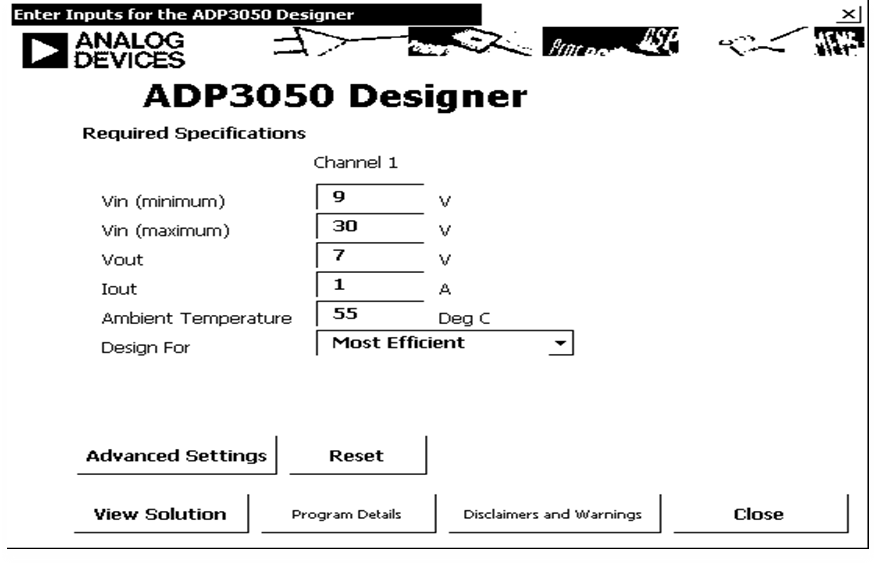 Enter Inputs for the ADP3050 Designer
ANALOG
DEVICES
DSP
ADP3050 Designer
Required Specifications
Channel 1
Vin (minimum) 9 V
Vin (maximum) 30 V
Vout 7 V
Iout 1 A
Ambient Temperature 55 Deg C
Design For Most Efficient
Advanced Settings Reset
View Solution Program Details Disclaimers and Warnings Close